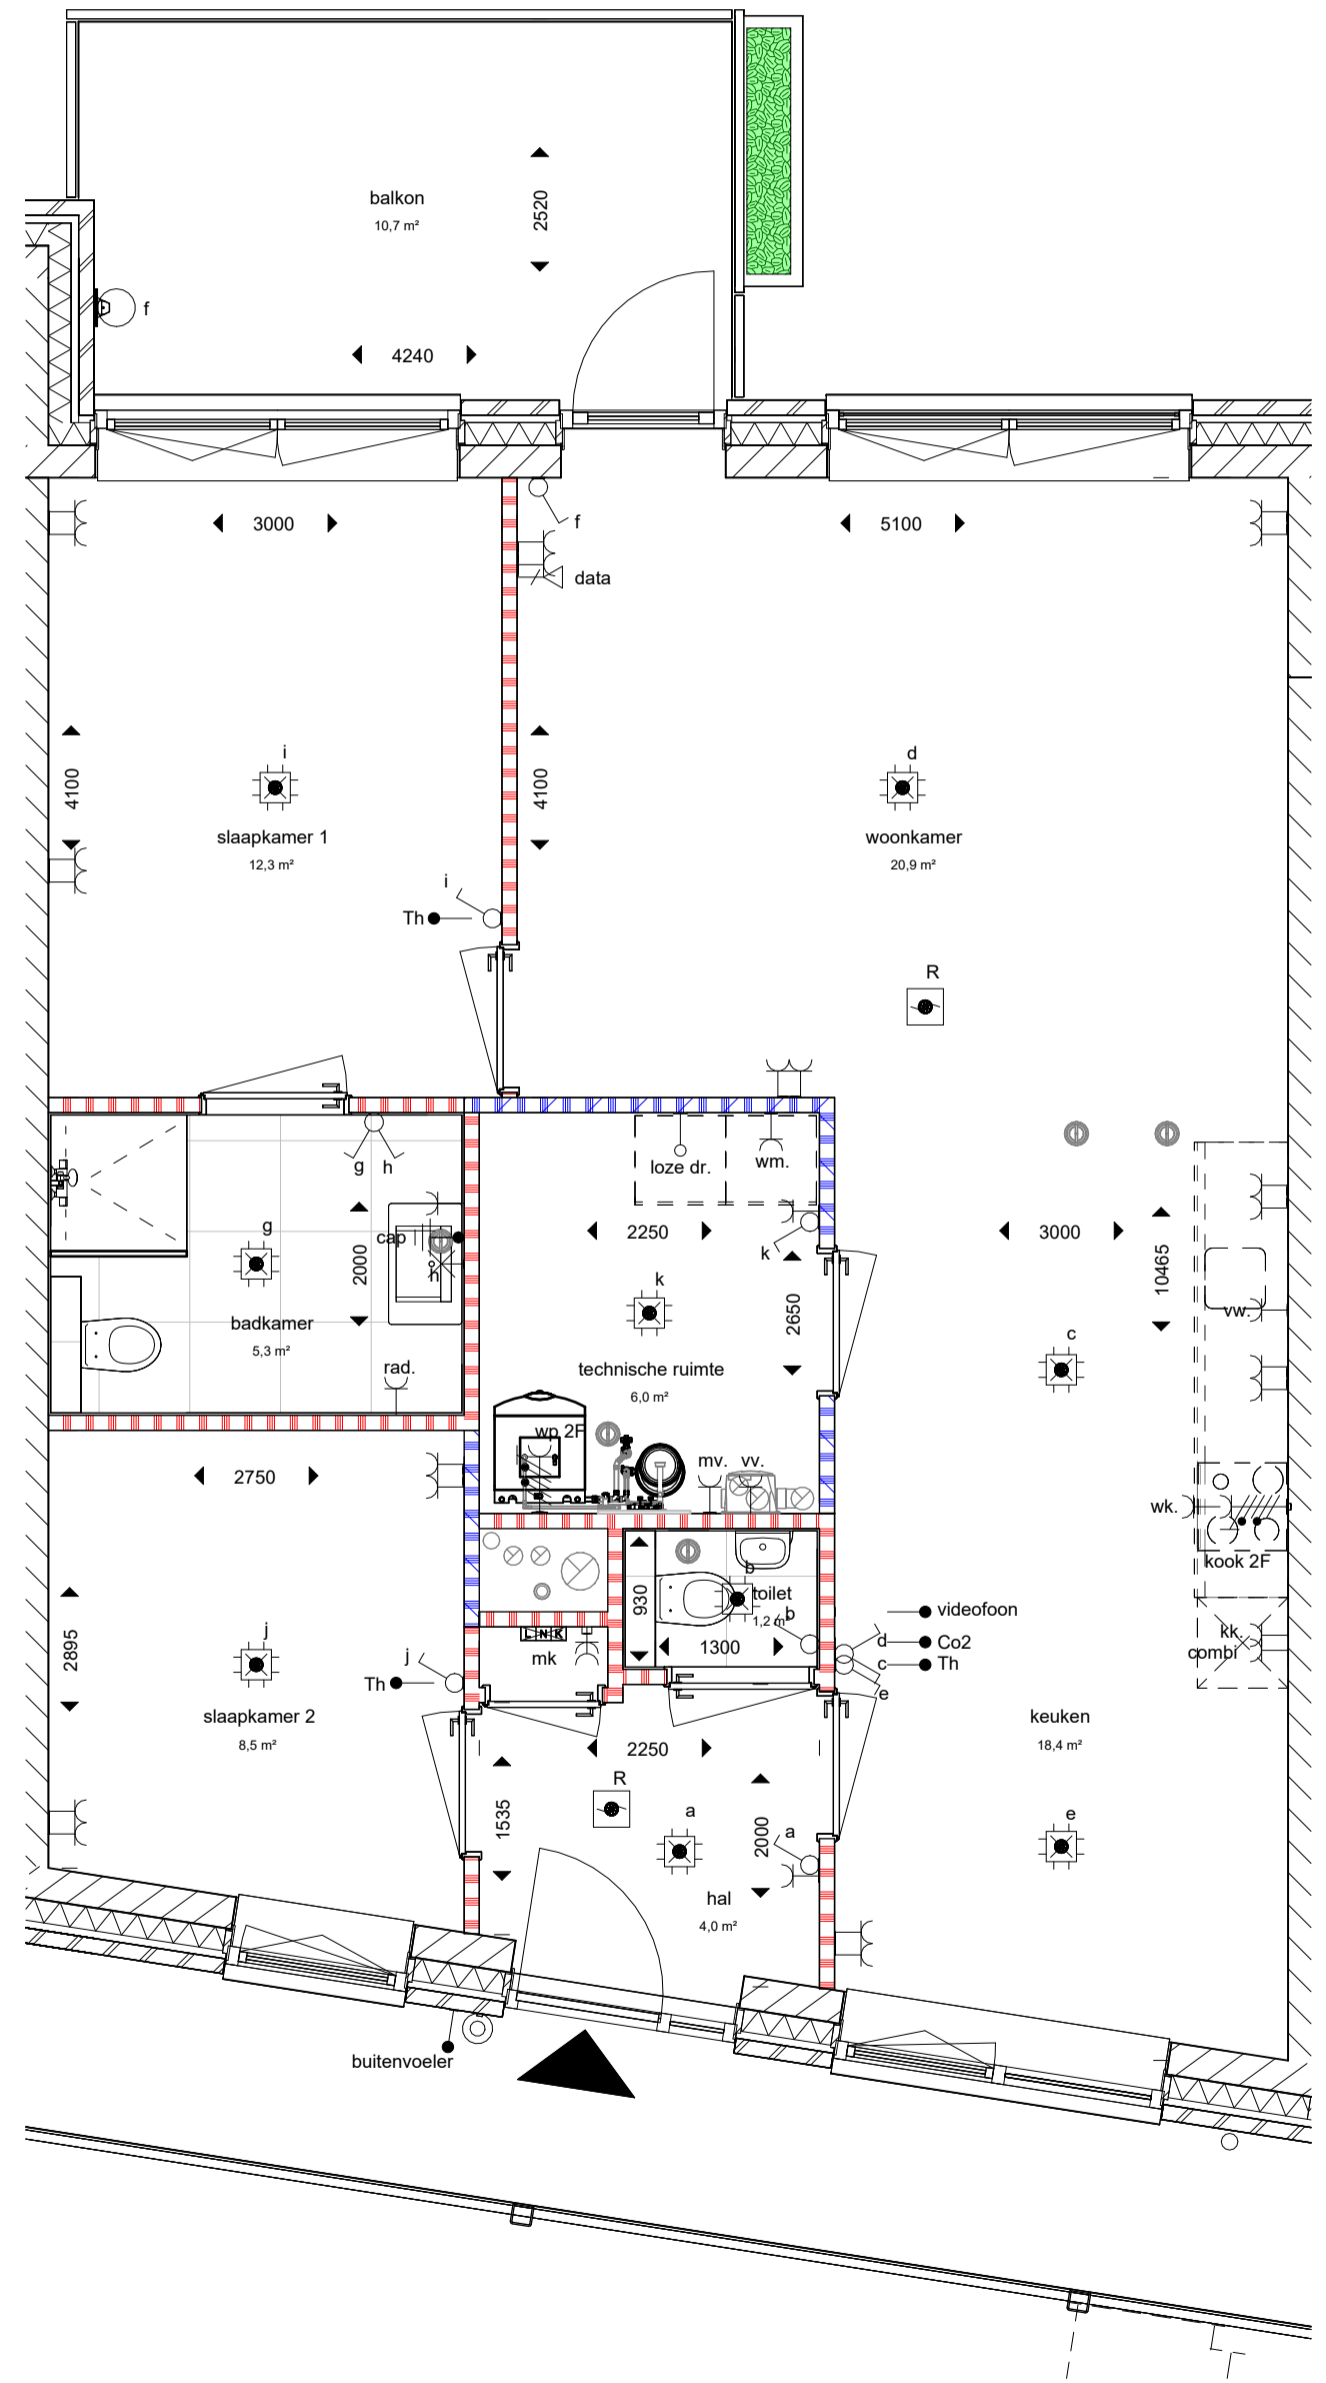 balkon
10,7 m²
2520
f
4240
3000
5100
f
data
4100
4100
i
d
slaapkamer 1
12,3 m²
woonkamer
20,9 m²
i
Th
R
g h
loze dr.
wm.
g
cap
h
2000
2250
k
3000
10465
k
2650
vw.
badkamer
5,3 m²
c
rad.
technische ruimte
6,0 m²
wp 2F
mv. vv.
2750
wk.
kook 2F
930
b
toilet
1,2 m²
b
videofoon
2895
j
L N K
mk
1300
d
Co2
c
Th
e
kk.
combi
j
Th
slaapkamer 2
8,5 m²
keuken
18,4 m²
2250
R
1535
a
2000
a
e
hal
4,0 m²
buitenvoeler